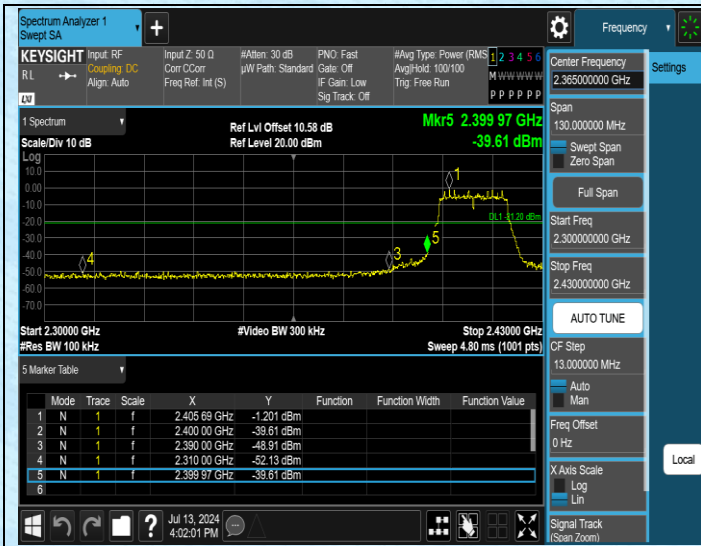 Spectrum Analyzer 1
Swept SA
+
Frequency
KEYSIGHT
RL
LXI
Input: RF
Coupling: DC
Align: Auto
Input Z: 50 Ω
Corr CCorr
Freq Ref: Int (S)
#Atten: 30 dB
µW Path: Standard
PNO: Fast
Gate: Off
IF Gain: Low
Sig Track: Off
#Avg Type: Power (RMS
Avg|Hold: 100/100
Trig: Free Run
1 2 3 4 5 6
M W W W W W
P P P P P P
1 Spectrum
Scale/Div 10 dB
Ref Lvl Offset 10.58 dB
Ref Level 20.00 dBm
Mkr5 2.399 97 GHz
-39.61 dBm
Log
10.0
0.00
-10.0
-20.0
-30.0
-40.0
-50.0
-60.0
-70.0
1
DL1 -21.20 dBm
5
3
4
Start 2.30000 GHz
#Video BW 300 kHz
Stop 2.43000 GHz
#Res BW 100 kHz
Sweep 4.80 ms (1001 pts)
5 Marker Table
Mode Trace Scale X Y Function Function Width Function Value
1 N 1 f 2.405 69 GHz -1.201 dBm
2 N 1 f 2.400 00 GHz -39.61 dBm
3 N 1 f 2.390 00 GHz -48.91 dBm
4 N 1 f 2.310 00 GHz -52.13 dBm
5 N 1 f 2.399 97 GHz -39.61 dBm
6
?
Jul 13, 2024
4:02:01 PM
Center Frequency
2.365000000 GHz
Span
130.000000 MHz
Swept Span
Zero Span
Full Span
Start Freq
2.300000000 GHz
Stop Freq
2.430000000 GHz
AUTO TUNE
CF Step
13.000000 MHz
Auto
Man
Freq Offset
0 Hz
X Axis Scale
Log
Lin
Signal Track
(Span Zoom)
Settings
Local